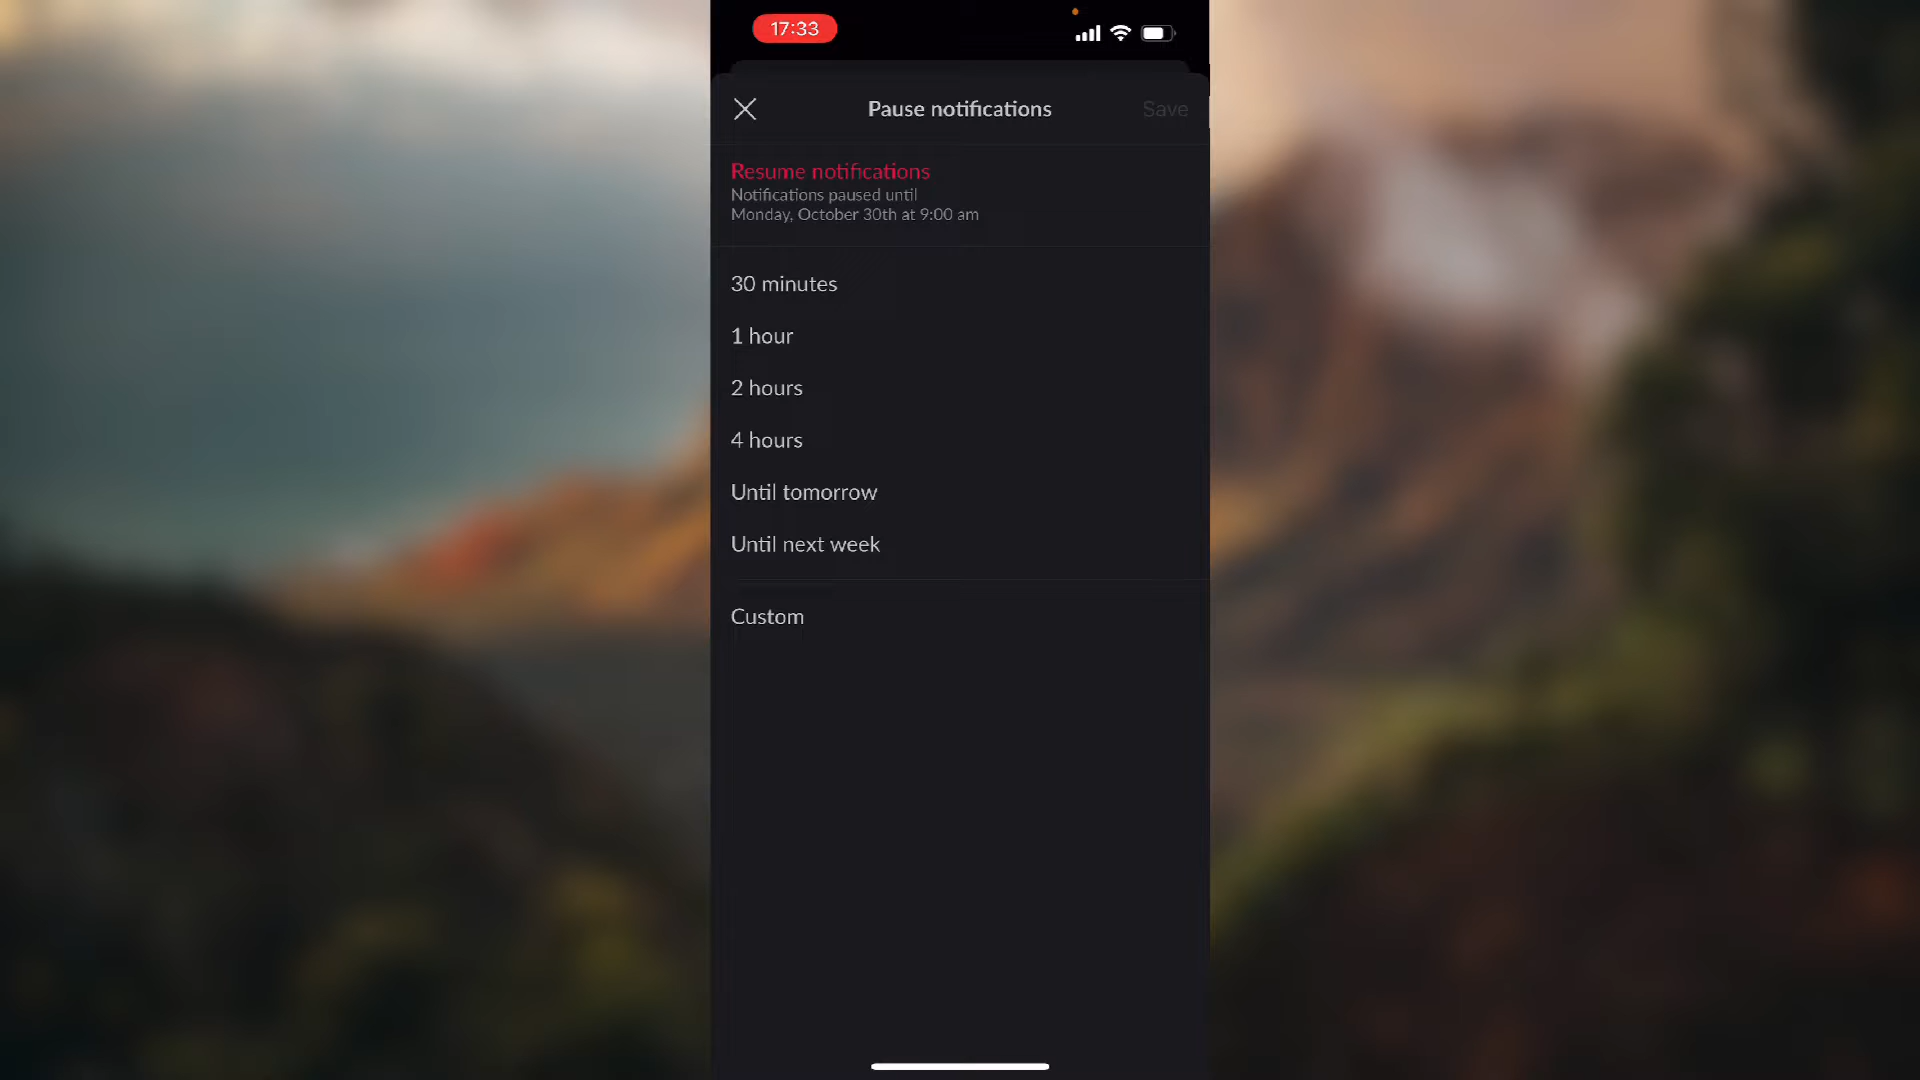 17:33
Pause notifications
Save
Resume notifications
Notifications paused until
Monday, October 30th at 9:00 am
30 minutes
1 hour
2 hours
4 hours
Until tomorrow
Until next week
Custom